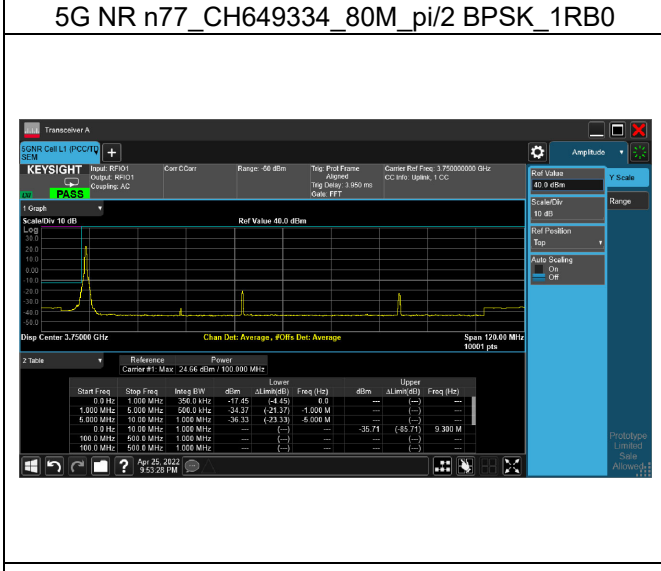 5G NR n77_CH649334_80M_pi/2 BPSK_1RB0
Transceiver A
5GNR Cell L1 (PCC/TD
SEM
+
Amplitude
KEYSIGHT Input: RFIO1 Corr CCorr Range: -60 dBm Trig: Prot Frame Carrier Ref Freq: 3.750000000 GHz
Output: RFIO1 Aligned CC Info: Uplink, 1 CC
Coupling: AC Trig Delay: 3.950 ms
Gate: FFT
PASS
Ref Value
40.0 dBm
Y Scale
Scale/Div
10 dB
Range
Ref Position
Top
Auto Scaling
On
Off
1 Graph
Scale/Div 10 dB Ref Value 40.0 dBm
Log
30.0
20.0
10.0
0.00
-10.0
-20.0
-30.0
-40.0
-50.0
Disp Center 3.75000 GHz Chan Det: Average, #Offs Det: Average Span 120.00 MHz
10001 pts
2 Table
Reference Power
Carrier #1: Max 24.66 dBm / 100.000 MHz
Lower Upper
Start Freq Stop Freq Integ BW dBm ΔLimit(dB) Freq (Hz) dBm ΔLimit(dB) Freq (Hz)
0.0 Hz 1.000 MHz 350.0 kHz -17.45 (-4.45) 0.0 --- (---) ---
1.000 MHz 5.000 MHz 500.0 kHz -34.37 (-21.37) -1.000 M --- (---) ---
5.000 MHz 10.00 MHz 1.000 MHz -36.33 (-23.33) -5.000 M --- (---) ---
0.0 Hz 10.00 MHz 1.000 MHz --- (---) --- -35.71 (-85.71) 9.300 M
100.0 MHz 500.0 MHz 1.000 MHz --- (---) --- --- (---) ---
100.0 MHz 500.0 MHz 1.000 MHz --- (---) --- --- (---) ---
Prototype
Limited
Sale
Allowed
? Apr 25, 2022
9:53:28 PM